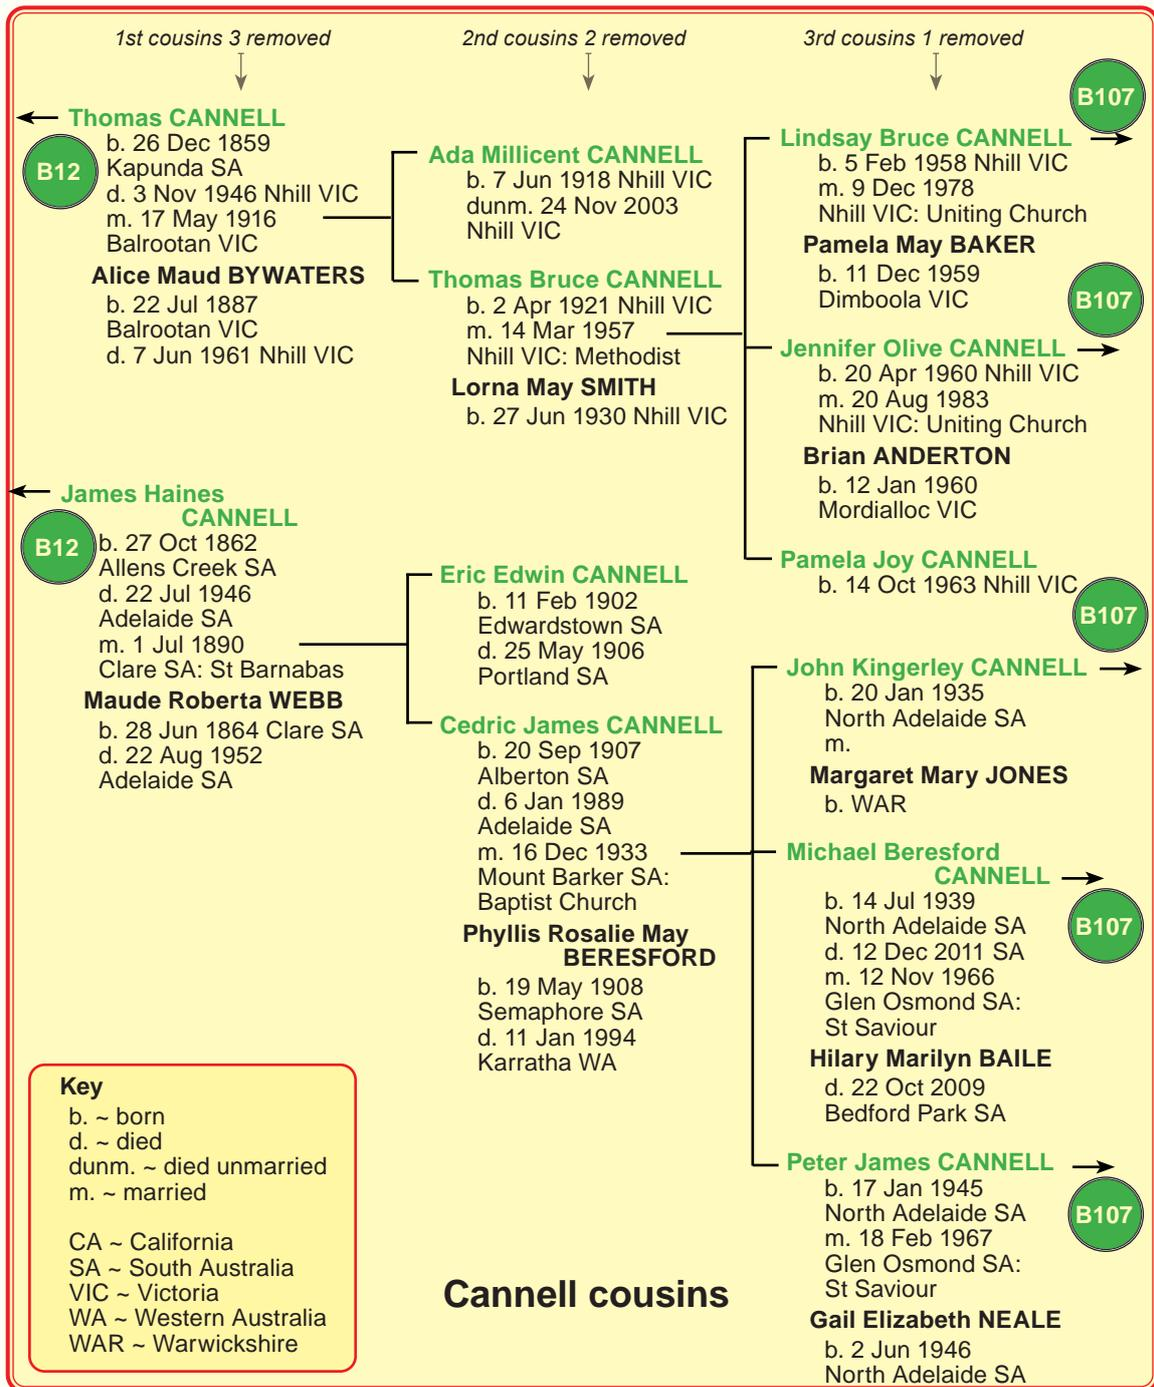 1st cousins 3 removed
2nd cousins 2 removed
3rd cousins 1 removed
Thomas CANNELL
B12
b. 26 Dec 1859
Kapunda SA
d. 3 Nov 1946 Nhill VIC
m. 17 May 1916
Balrootan VIC
Alice Maud BYWATERS
b. 22 Jul 1887
Balrootan VIC
d. 7 Jun 1961 Nhill VIC
James Haines
CANNELL
B12
b. 27 Oct 1862
Allens Creek SA
d. 22 Jul 1946
Adelaide SA
m. 1 Jul 1890
Clare SA: St Barnabas
Maude Roberta WEBB
b. 28 Jun 1864 Clare SA
d. 22 Aug 1952
Adelaide SA
Ada Millicent CANNELL
b. 7 Jun 1918 Nhill VIC
dunm. 24 Nov 2003
Nhill VIC
Thomas Bruce CANNELL
b. 2 Apr 1921 Nhill VIC
m. 14 Mar 1957
Nhill VIC: Methodist
Lorna May SMITH
b. 27 Jun 1930 Nhill VIC
Eric Edwin CANNELL
b. 11 Feb 1902
Edwardstown SA
d. 25 May 1906
Portland SA
Cedric James CANNELL
b. 20 Sep 1907
Alberton SA
d. 6 Jan 1989
Adelaide SA
m. 16 Dec 1933
Mount Barker SA:
Baptist Church
Phyllis Rosalie May
BERESFORD
b. 19 May 1908
Semaphore SA
d. 11 Jan 1994
Karratha WA
B107
Lindsay Bruce CANNELL
b. 5 Feb 1958 Nhill VIC
m. 9 Dec 1978
Nhill VIC: Uniting Church
Pamela May BAKER
b. 11 Dec 1959
Dimboola VIC
B107
Jennifer Olive CANNELL
b. 20 Apr 1960 Nhill VIC
m. 20 Aug 1983
Nhill VIC: Uniting Church
Brian ANDERTON
b. 12 Jan 1960
Mordialloc VIC
Pamela Joy CANNELL
b. 14 Oct 1963 Nhill VIC
B107
John Kingerley CANNELL
b. 20 Jan 1935
North Adelaide SA
m.
Margaret Mary JONES
b. WAR
Michael Beresford
CANNELL
B107
b. 14 Jul 1939
North Adelaide SA
d. 12 Dec 2011 SA
m. 12 Nov 1966
Glen Osmond SA:
St Saviour
Hilary Marilyn BAILE
d. 22 Oct 2009
Bedford Park SA
Peter James CANNELL
B107
b. 17 Jan 1945
North Adelaide SA
m. 18 Feb 1967
Glen Osmond SA:
St Saviour
Gail Elizabeth NEALE
b. 2 Jun 1946
North Adelaide SA
Key
b. ~ born
d. ~ died
dunm. ~ died unmarried
m. ~ married
CA ~ California
SA ~ South Australia
VIC ~ Victoria
WA ~ Western Australia
WAR ~ Warwickshire
Cannell cousins